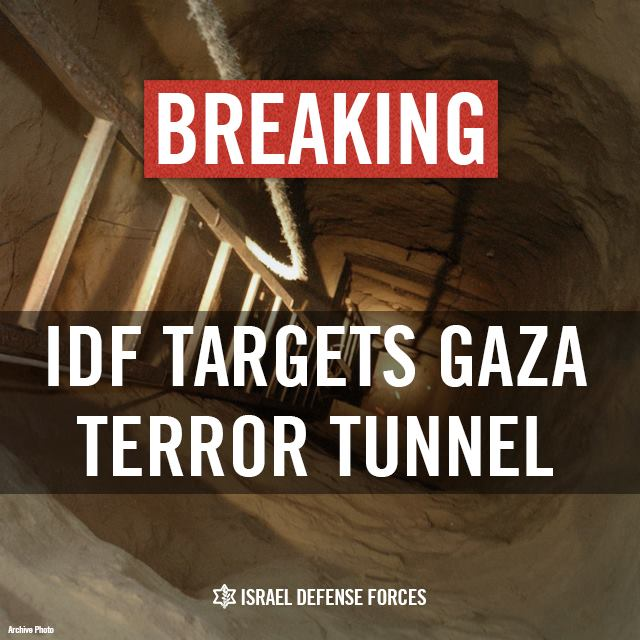 BREAKING
IDF TARGETS GAZA
TERROR TUNNEL
ISRAEL DEFENSE FORCES
Archive Photo